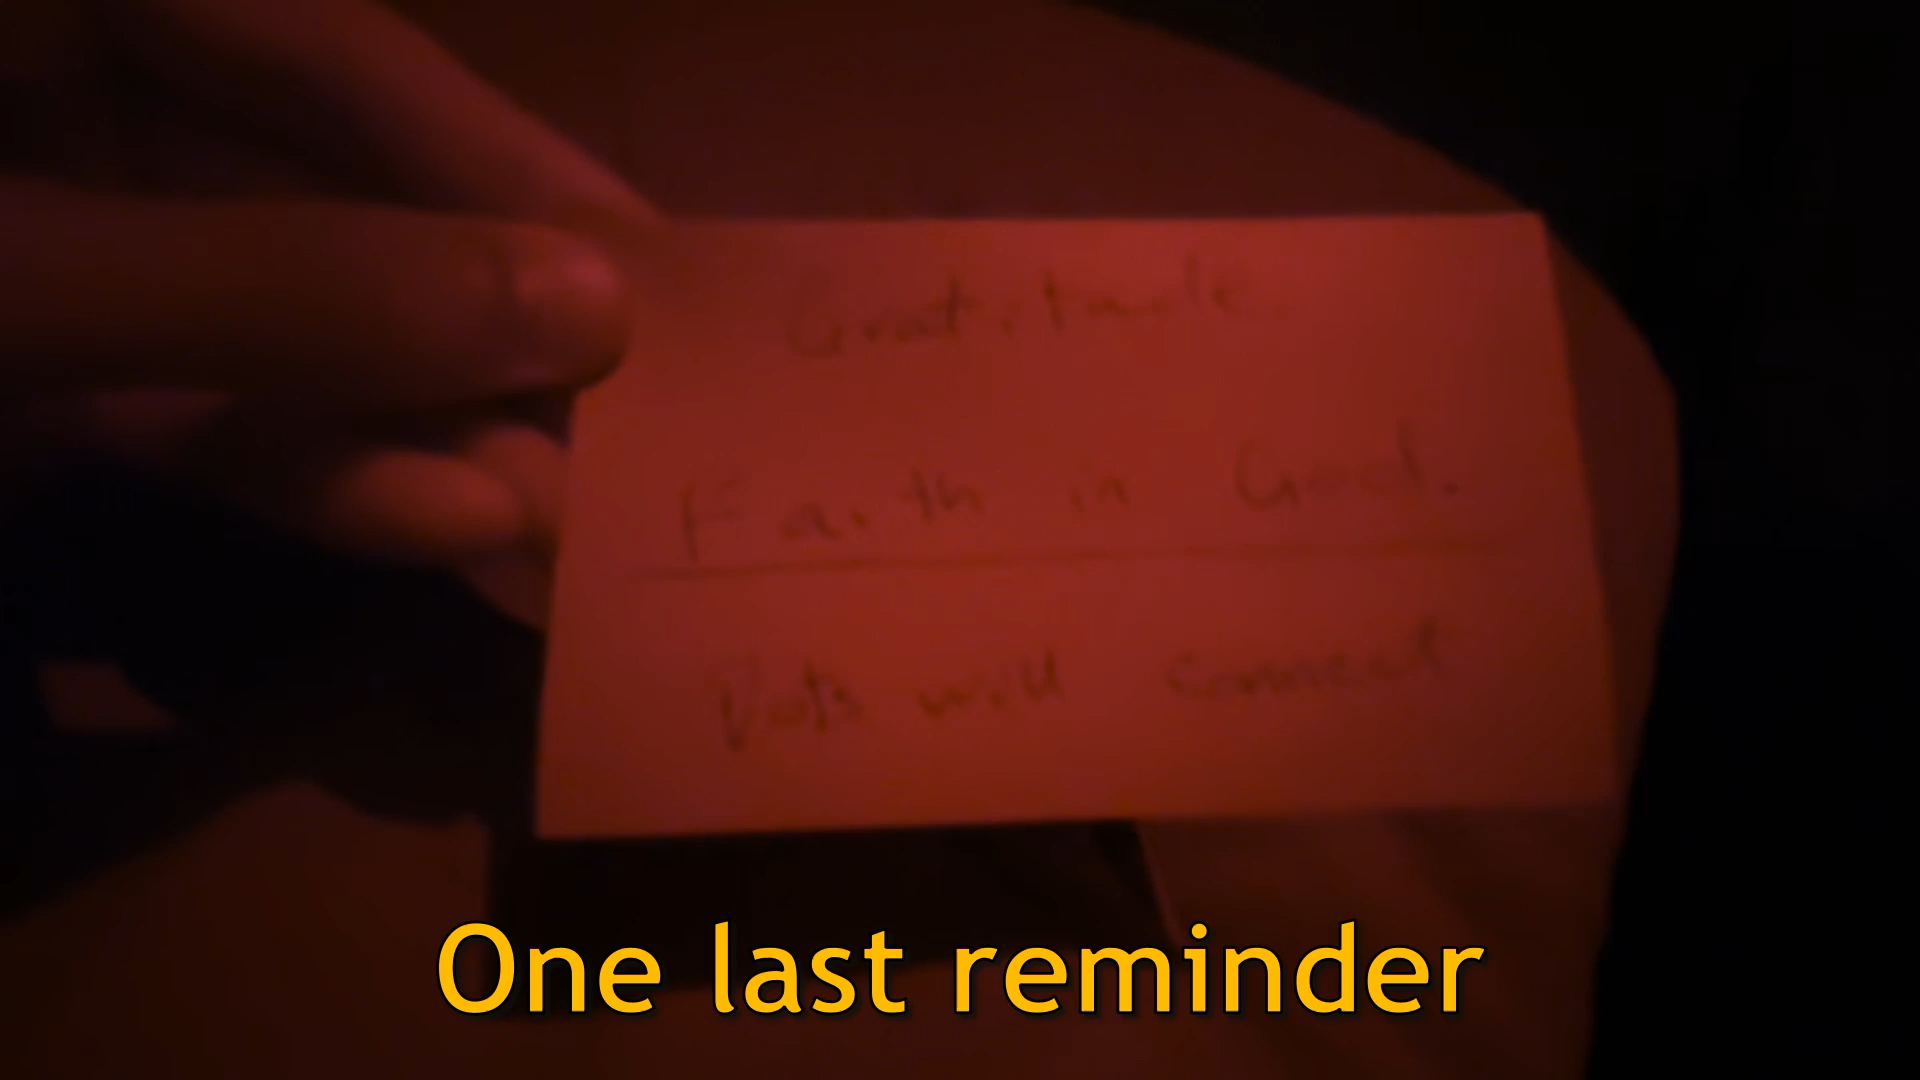 Gratitude.
Faith in God.
Dots will connect
One last reminder